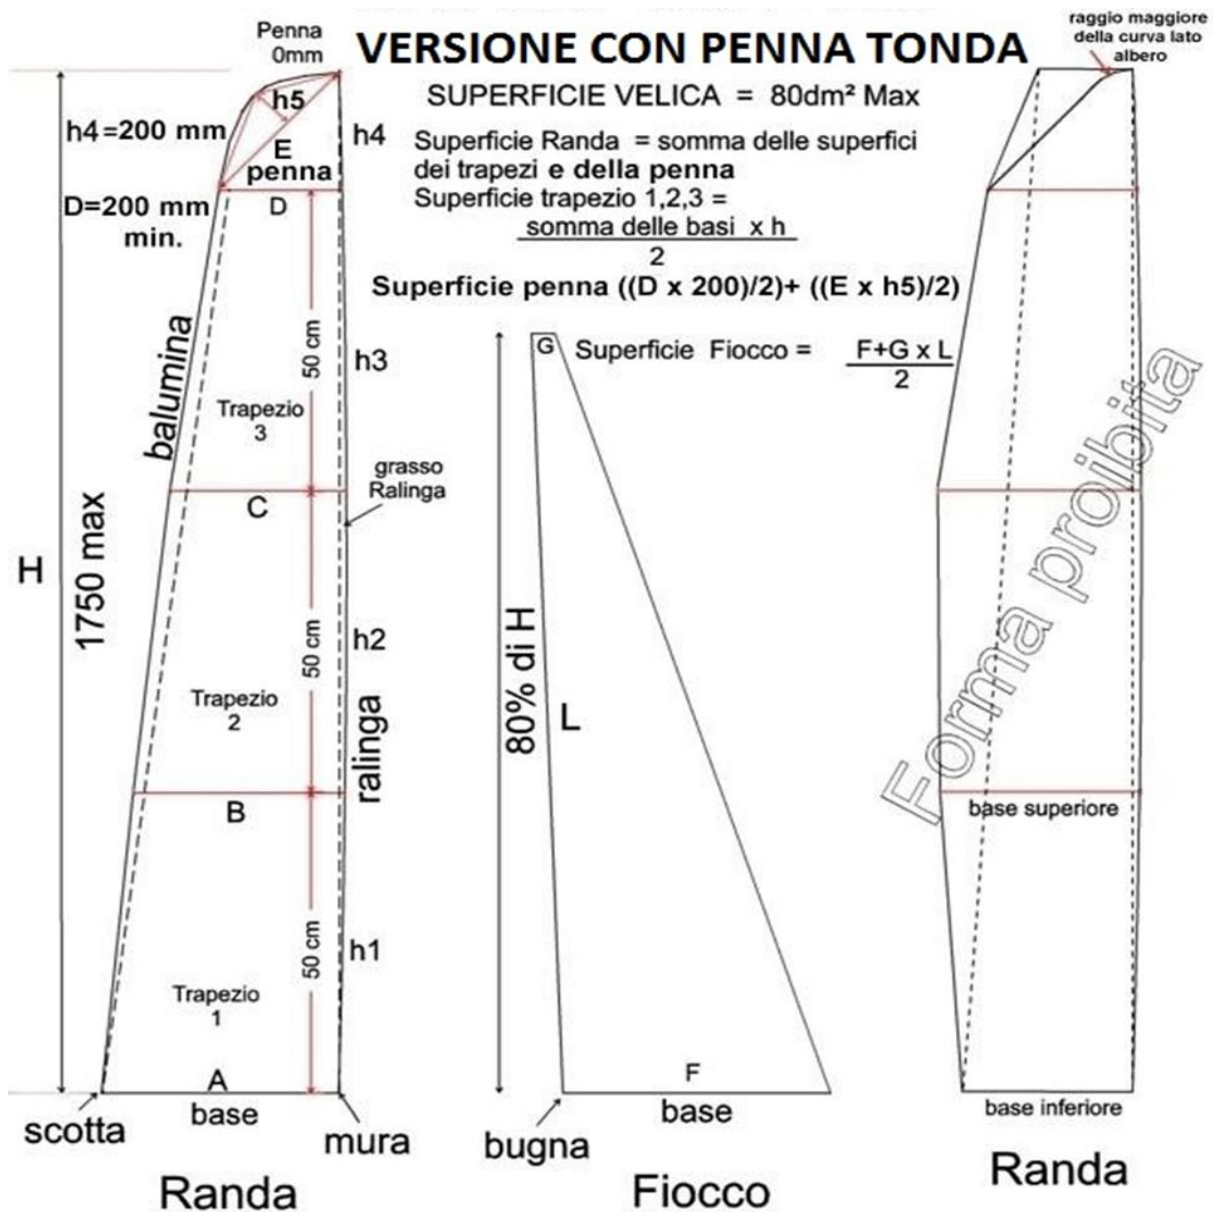 Penna
0mm
VERSIONE CON PENNA TONDA
raggio maggiore
della curva lato
albero
SUPERFICIE VELICA = 80dm² Max
h5
h4=200 mm
h4
Superficie Randa = somma delle superfici
dei trapezi e della penna
E
penna
Superficie trapezio 1,2,3 =
somma delle basi x h
2
D=200 mm
min.
D
Superficie penna ((D x 200)/2)+ ((E x h5)/2)
balumina
50 cm
h3
G
Superficie Fiocco =
F+G x L
2
Trapezio
3
grasso
Ralinga
C
H
1750 max
50 cm
h2
80% di H
L
Forma proibita
Trapezio
2
ralinga
B
base superiore
50 cm
h1
Trapezio
1
A
base
F
base
base inferiore
scotta
mura
bugna
Randa
Fiocco
Randa